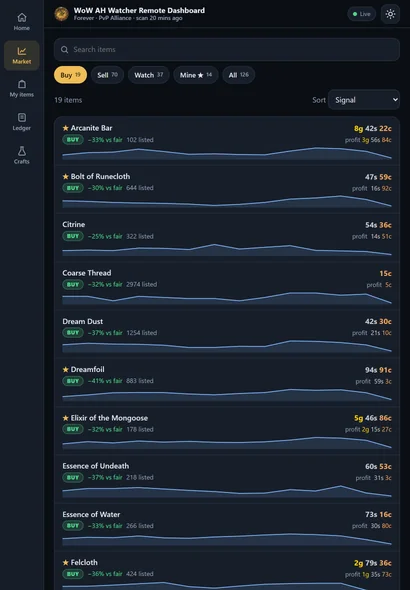 WoW AH Watcher Remote Dashboard
Forever · PvP Alliance · scan 20 mins ago
Live
Home
Market
My items
Ledger
Crafts
Search items
Buy 19
Sell 70
Watch 37
Mine ★ 14
All 126
19 items
Sort Signal
★ Arcanite Bar
8g 42s 22c
BUY −33% vs fair 102 listed
profit 3g 56s 84c
★ Bolt of Runecloth
47s 59c
BUY −30% vs fair 644 listed
profit 16s 92c
Citrine
54s 36c
BUY −25% vs fair 322 listed
profit 14s 51c
Coarse Thread
15c
BUY −32% vs fair 2974 listed
profit 5c
Dream Dust
42s 30c
BUY −37% vs fair 1254 listed
profit 21s 10c
★ Dreamfoil
94s 91c
BUY −41% vs fair 883 listed
profit 59s 3c
★ Elixir of the Mongoose
5g 46s 86c
BUY −32% vs fair 178 listed
profit 2g 15s 27c
Essence of Undeath
60s 53c
BUY −37% vs fair 218 listed
profit 31s 3c
Essence of Water
73s 16c
BUY −33% vs fair 266 listed
profit 30s 80c
★ Felcloth
2g 79s 36c
BUY −36% vs fair 424 listed
profit 1g 35s 73c